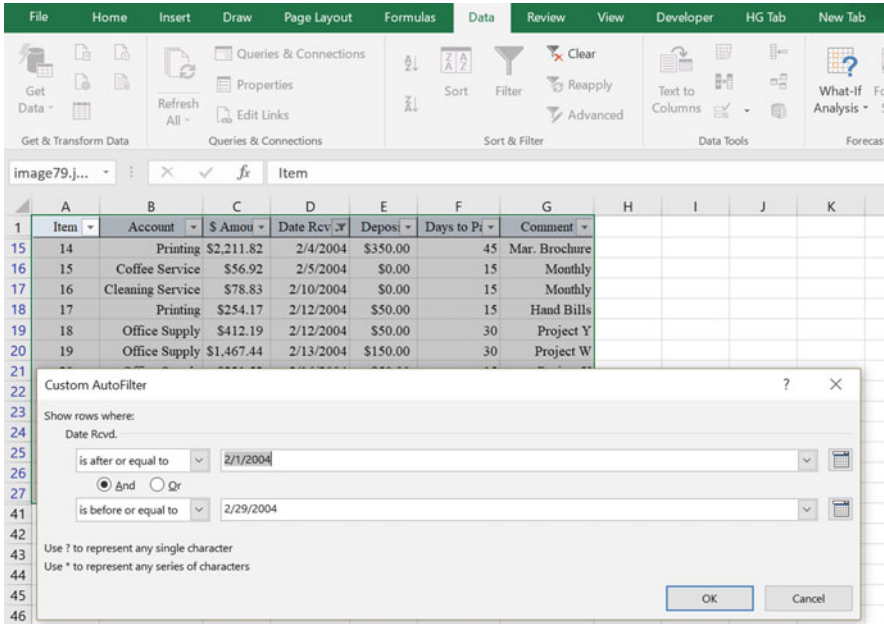 File Home Insert Draw Page Layout Formulas Data Review View Developer HG Tab New Tab
Get Data
Refresh All
Queries & Connections
Properties
Edit Links
Sort
Filter
Clear
Reapply
Advanced
Text to Columns
What-If Analysis
Get & Transform Data Queries & Connections Sort & Filter Data Tools Forecas
image79.j... fx Item
A B C D E F G H I J K
1 Item Account $ Amou Date Rcv Deposi Days to Pa Comment
15 14 Printing $2,211.82 2/4/2004 $350.00 45 Mar. Brochure
16 15 Coffee Service $56.92 2/5/2004 $0.00 15 Monthly
17 16 Cleaning Service $78.83 2/10/2004 $0.00 15 Monthly
18 17 Printing $254.17 2/12/2004 $50.00 15 Hand Bills
19 18 Office Supply $412.19 2/12/2004 $50.00 30 Project Y
20 19 Office Supply $1,467.44 2/13/2004 $150.00 30 Project W
21
22
23
24
25
26
27
41
42
43
44
45
46
Custom AutoFilter ? ×
Show rows where:
Date Rcvd.
is after or equal to 2/1/2004
And Or
is before or equal to 2/29/2004
Use ? to represent any single character
Use * to represent any series of characters
OK Cancel